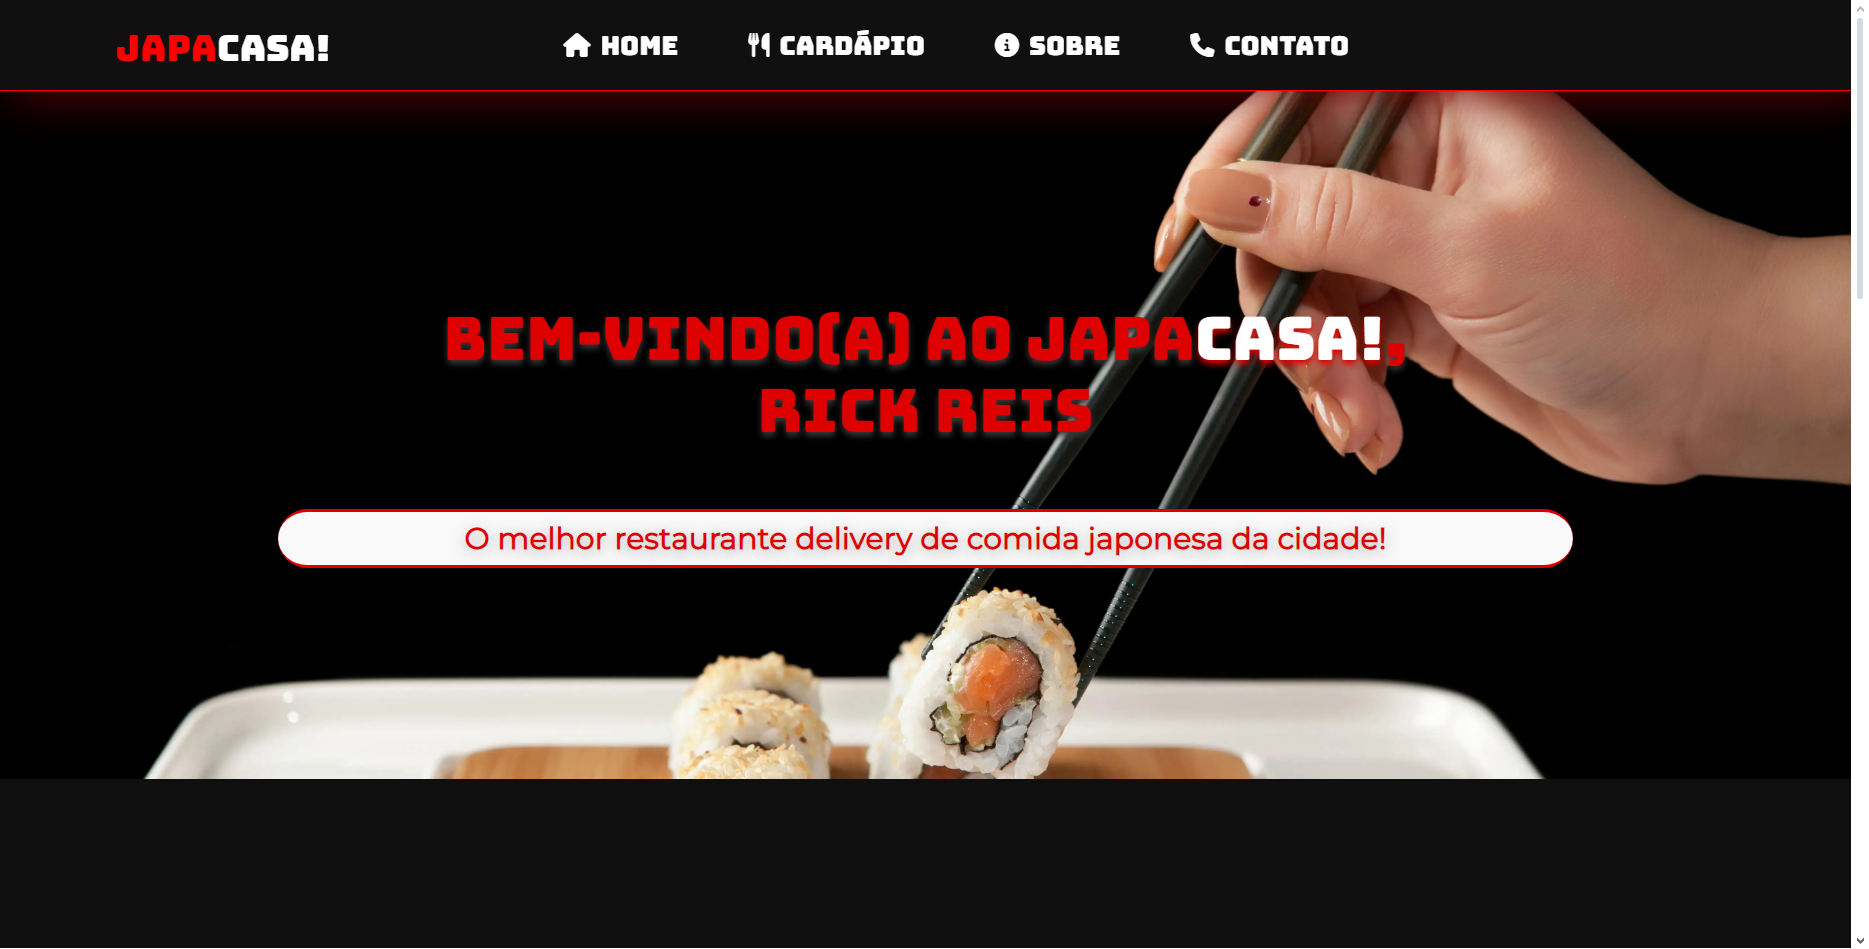 JAPACASA!
HOME
CARDÁPIO
SOBRE
CONTATO
BEM-VINDO(A) AO JAPACASA!,
RICK REIS
O melhor restaurante delivery de comida japonesa da cidade!